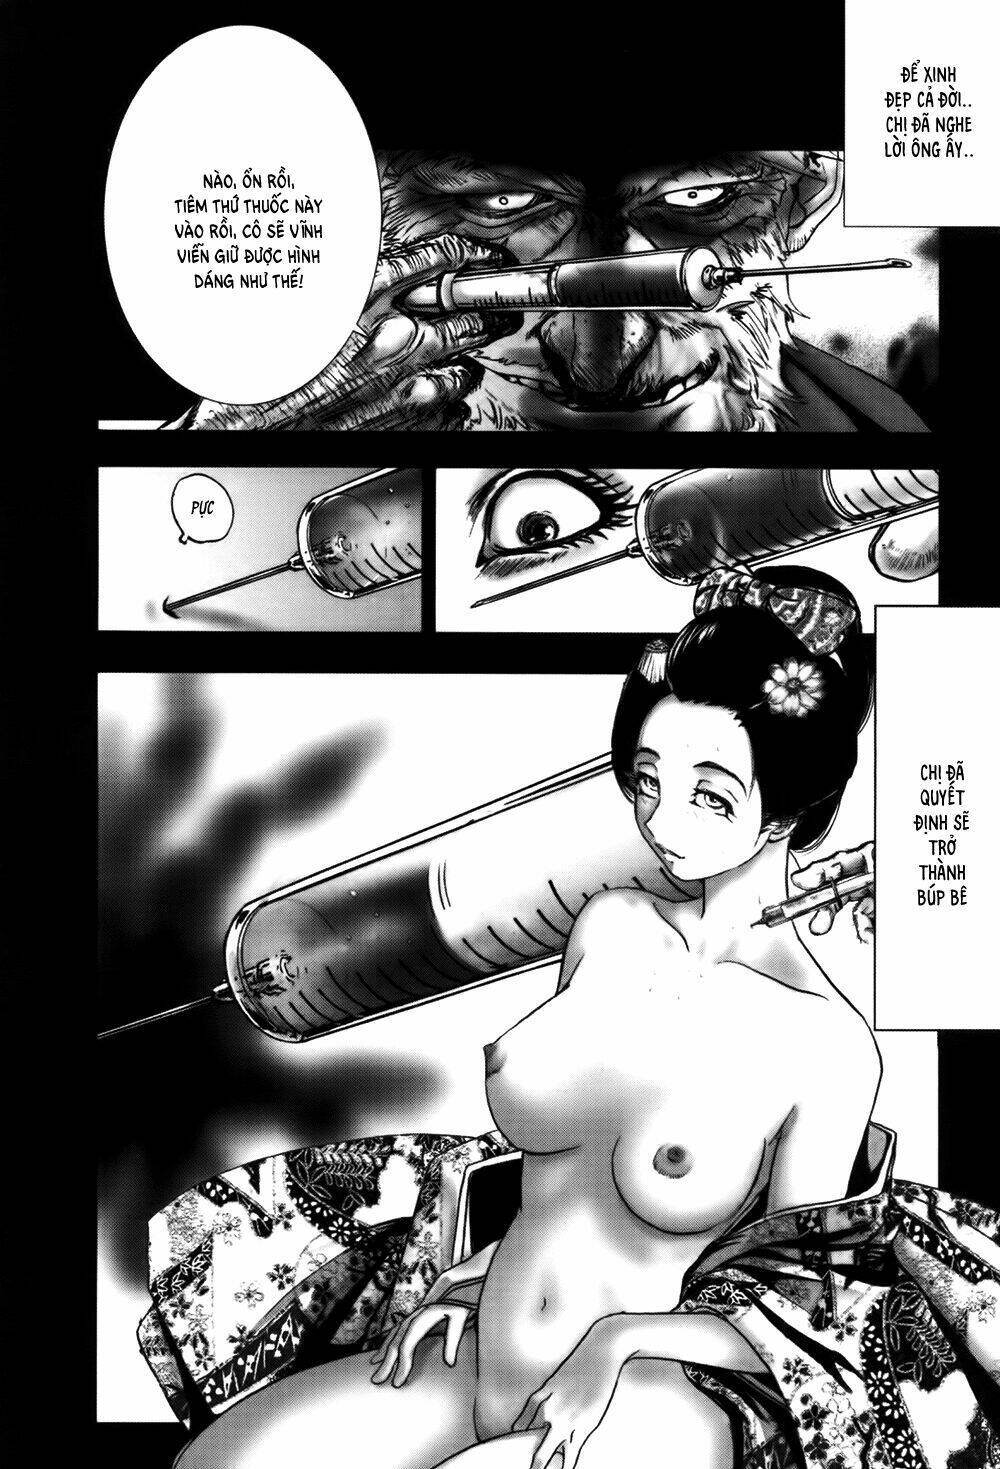 ĐỂ XINH
ĐẸP CẢ ĐỜI..
CHỊ ĐÃ NGHE
LỜI ÔNG ẤY..
NÀO, ỔN RỒI,
TIÊM THỨ THUỐC NÀY
VÀO RỒI, CÔ SẼ VĨNH
VIỄN GIỮ ĐƯỢC HÌNH
DÁNG NHƯ THẾ!
PỰC
CHỊ ĐÃ
QUYẾT
ĐỊNH SẼ
TRỞ
THÀNH
BÚP BÊ